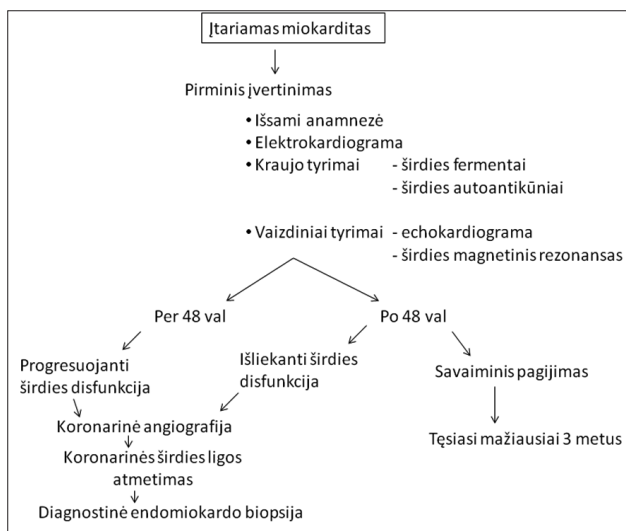 Įtariamas miokarditas
Pirminis įvertinimas
• Išsami anamnezė
• Elektrokardiograma
• Kraujo tyrimai - širdies fermentai
- širdies autoantikūniai
• Vaizdiniai tyrimai - echokardiograma
- širdies magnetinis rezonansas
Per 48 val
Po 48 val
Progresuojanti
širdies disfunkcija
Išliekanti širdies
disfunkcija
Savaiminis pagijimas
Koronarinė angiografija
Tęsiasi mažiausiai 3 metus
Koronarinės širdies ligos
atmetimas
Diagnostinė endomiokardo biopsija